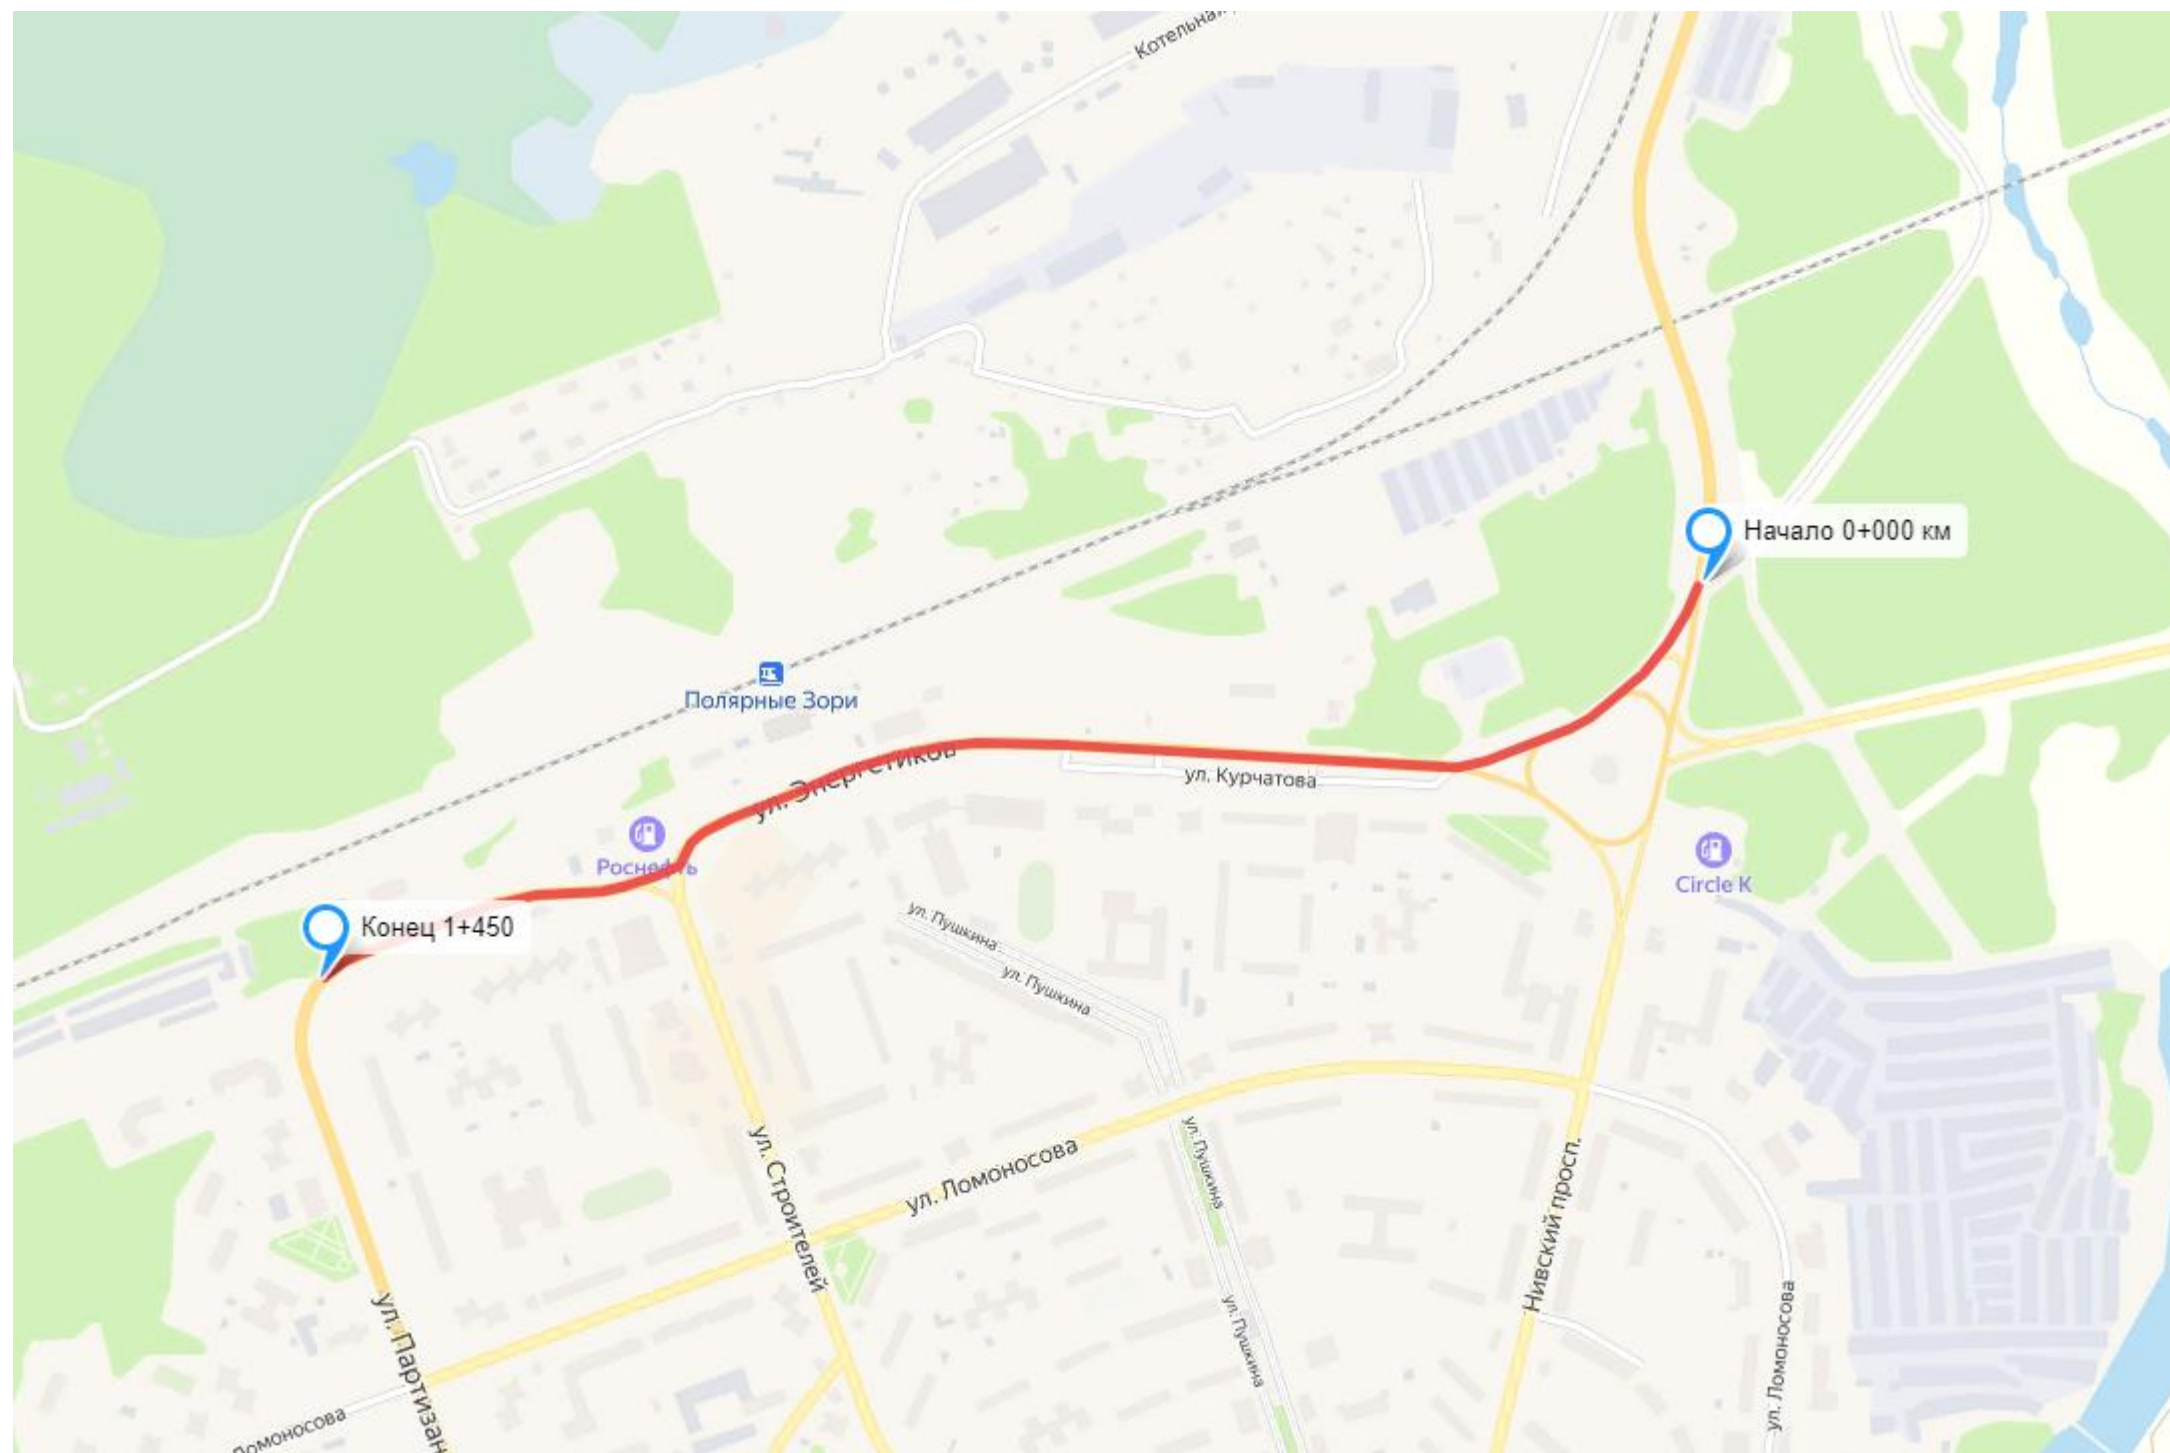 Котельная
Начало 0+000 км
Полярные Зори
ул. Энергетиков
ул. Курчатова
Роснефть
Circle K
Конец 1+450
ул. Пушкина
ул. Пушкина
ул. Строителей
ул. Ломоносова
ул. Пушкина
Нивский просп.
ул. Партизан
ул. Пушкина
ул. Ломоносова
Ломоносова